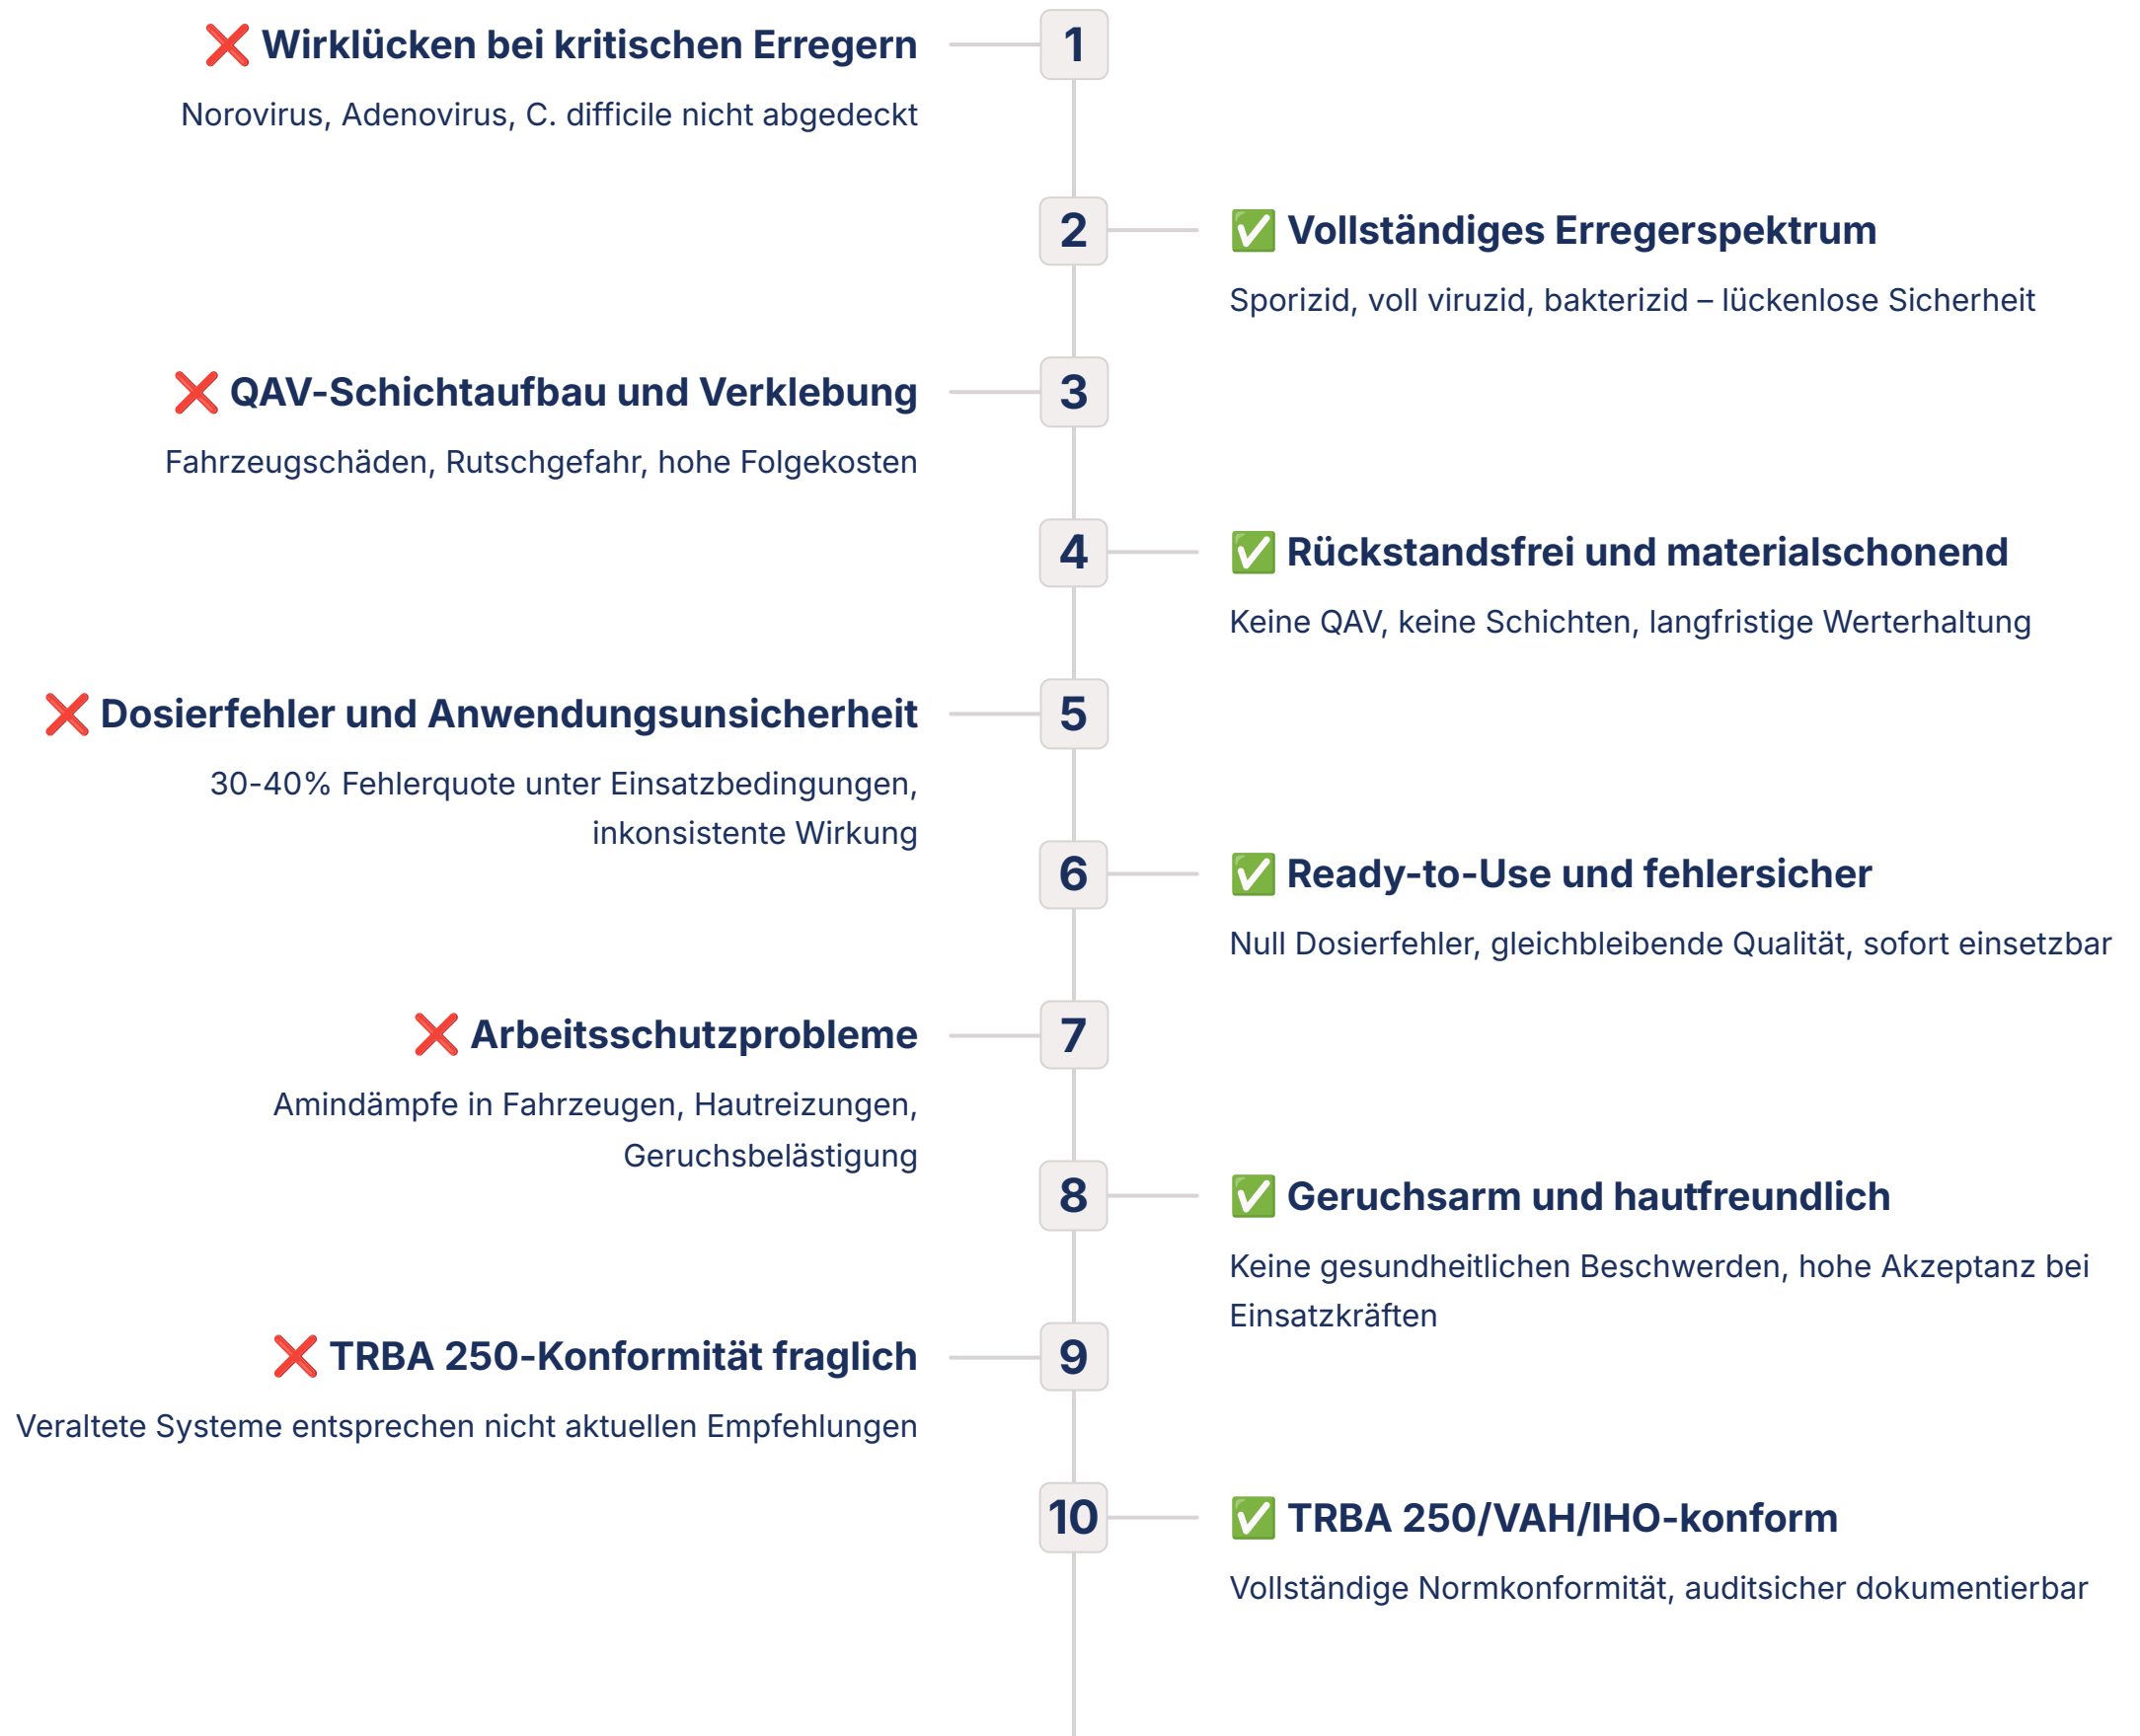 ❌ Wirklücken bei kritischen Erregern
1
Norovirus, Adenovirus, C. difficile nicht abgedeckt
2
✅ Vollständiges Erregerspektrum
Sporizid, voll viruzid, bakterizid – lückenlose Sicherheit
❌ QAV-Schichtaufbau und Verklebung
3
Fahrzeugschäden, Rutschgefahr, hohe Folgekosten
4
✅ Rückstandsfrei und materialschonend
Keine QAV, keine Schichten, langfristige Werterhaltung
❌ Dosierfehler und Anwendungsunsicherheit
5
30-40% Fehlerquote unter Einsatzbedingungen,
inkonsistente Wirkung
6
✅ Ready-to-Use und fehlersicher
Null Dosierfehler, gleichbleibende Qualität, sofort einsetzbar
❌ Arbeitsschutzprobleme
7
Amindämpfe in Fahrzeugen, Hautreizungen,
Geruchsbelästigung
8
✅ Geruchsarm und hautfreundlich
Keine gesundheitlichen Beschwerden, hohe Akzeptanz bei
Einsatzkräften
❌ TRBA 250-Konformität fraglich
9
Veraltete Systeme entsprechen nicht aktuellen Empfehlungen
10
✅ TRBA 250/VAH/IHO-konform
Vollständige Normkonformität, auditsicher dokumentierbar